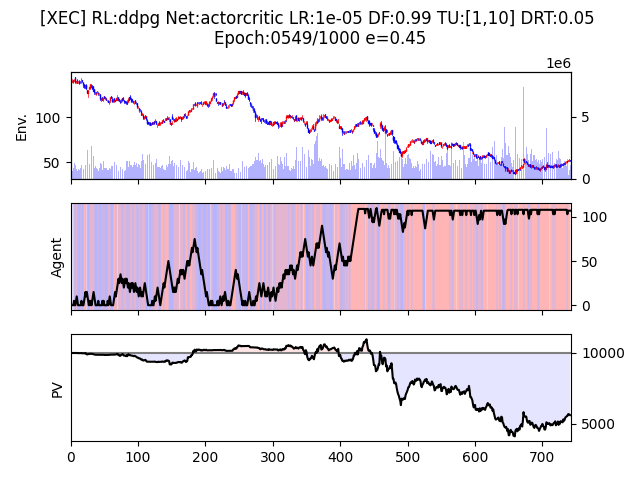 [XEC] RL:ddpg Net:actorcritic LR:1e-05 DF:0.99 TU:[1,10] DRT:0.05
Epoch:0549/1000 e=0.45
1e6
Env.
100
50
5
0
Agent
100
50
0
PV
10000
5000
0 100 200 300 400 500 600 700